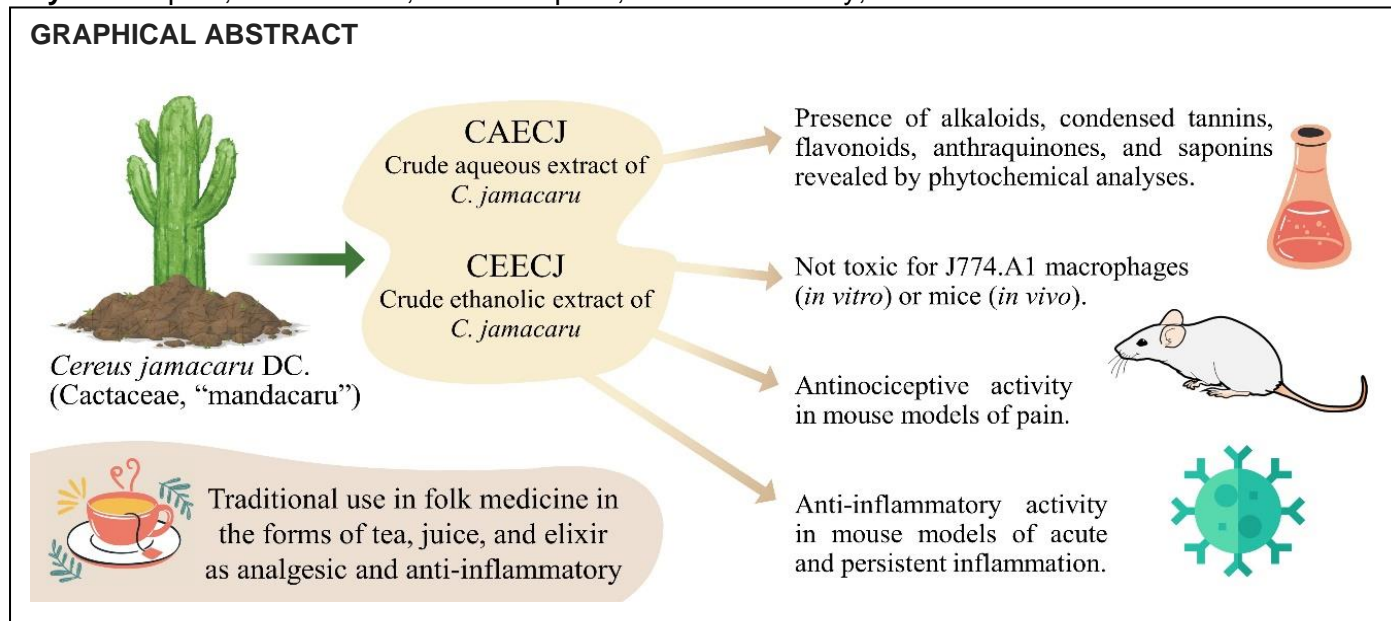 GRAPHICAL ABSTRACT
Cereus jamacaru DC.
(Cactaceae, “mandacaru”)
Traditional use in folk medicine in
the forms of tea, juice, and elixir
as analgesic and anti-inflammatory
CAECJ
Crude aqueous extract of
C. jamacaru
CEECJ
Crude ethanolic extract of
C. jamacaru
Presence of alkaloids, condensed tannins,
flavonoids, anthraquinones, and saponins
revealed by phytochemical analyses.
Not toxic for J774.A1 macrophages
(in vitro) or mice (in vivo).
Antinociceptive activity
in mouse models of pain.
Anti-inflammatory activity
in mouse models of acute
and persistent inflammation.